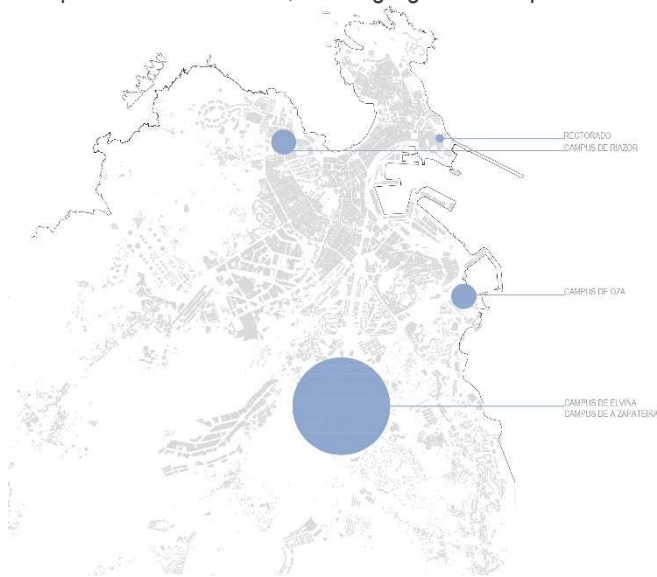 RECTORADO
CAMPUS DE RIAZOR
CAMPUS DE OZA
CAMPUS DE ELVIÑA
CAMPUS DE A ZAPATEIRA